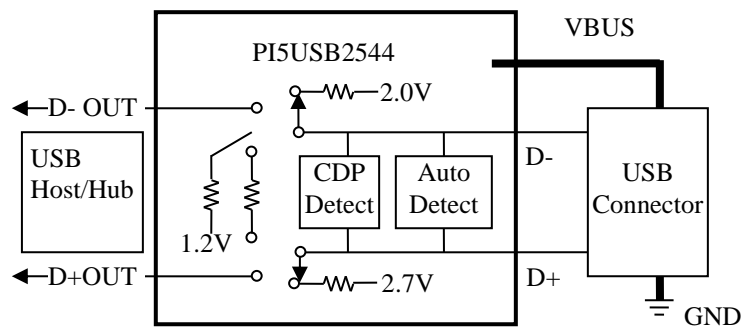 VBUS
PI5USB2544
2.0V
D- OUT
USB
Host/Hub
CDP
Detect
Auto
Detect
D-
USB
Connector
1.2V
D+OUT
2.7V
D+
GND